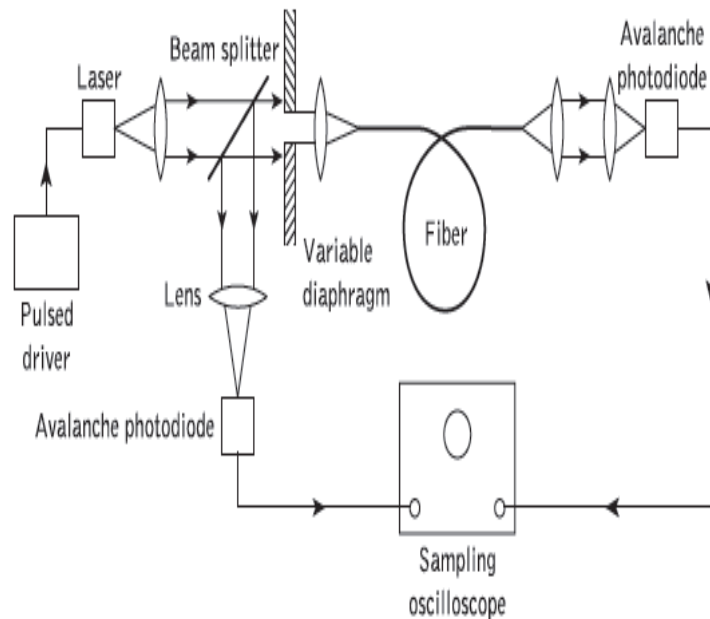 Beam splitter
Laser
Avalanche
photodiode
Pulsed
driver
Variable
diaphragm
Fiber
Lens
Avalanche photodiode
Sampling
oscilloscope